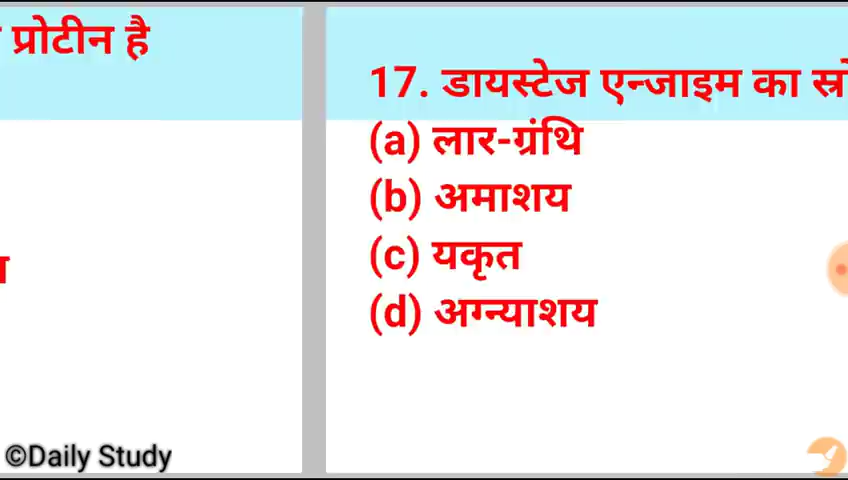 प्रोटीन है
17. डायस्टेज एन्जाइम का
(a) लार-ग्रंथि
(b) अमाशय
(c) यकृत
(d) अग्न्याशय
©Daily Study